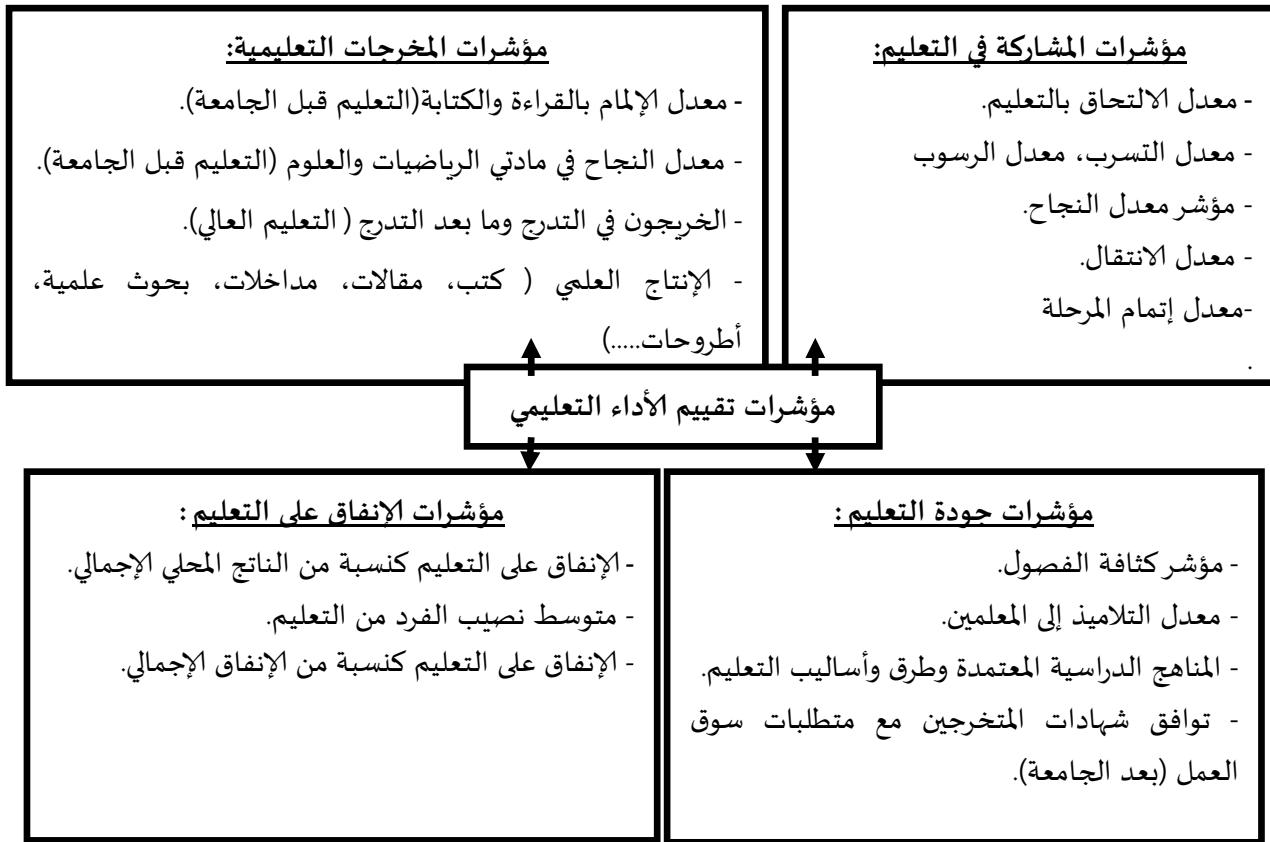 مؤشرات المشاركة في التعليم:
- معدل الالتحاق بالتعليم.
- معدل التسرب، معدل الرسوب
- مؤشر معدل النجاح.
- معدل الانتقال.
-معدل إتمام المرحلة
.
مؤشرات المخرجات التعليمية:
- معدل الإلمام بالقراءة والكتابة(التعليم قبل الجامعة).
- معدل النجاح في مادتي الرياضيات والعلوم (التعليم قبل الجامعة).
- الخريجون في التدرج وما بعد التدرج ( التعليم العالي).
- الإنتاج العلمي ( كتب، مقالات، مداخلات، بحوث علمية،
أطروحات.....)
مؤشرات تقييم الأداء التعليمي
مؤشرات جودة التعليم :
- مؤشر كثافة الفصول.
- معدل التلاميذ إلى المعلمين.
- المناهج الدراسية المعتمدة وطرق وأساليب التعليم.
- توافق شهادات المتخرجين مع متطلبات سوق
العمل (بعد الجامعة).
مؤشرات الإنفاق على التعليم :
- الإنفاق على التعليم كنسبة من الناتج المحلي الإجمالي.
- متوسط نصيب الفرد من التعليم.
- الإنفاق على التعليم كنسبة من الإنفاق الإجمالي.